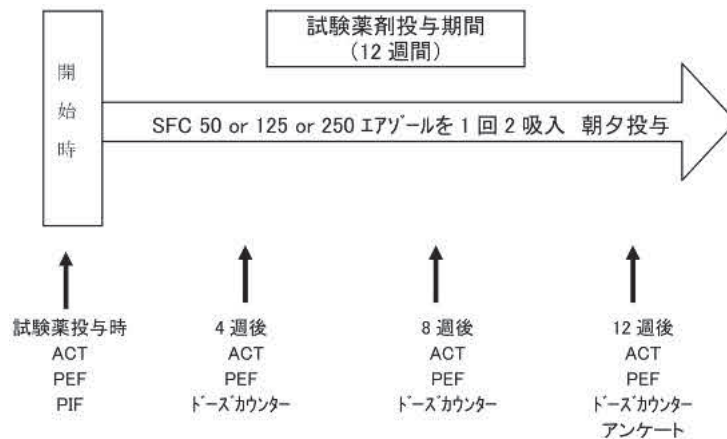 試験薬剤投与期間
（12 週間）
開
始
時
SFC 50 or 125 or 250 ｴｱｿﾞｰﾙを 1 回 2 吸入 朝夕投与
試験薬投与時
ACT
PEF
PIF
4 週後
ACT
PEF
ﾄﾞｰｽﾞｶｳﾝﾀｰ
8 週後
ACT
PEF
ﾄﾞｰｽﾞｶｳﾝﾀｰ
12 週後
ACT
PEF
ﾄﾞｰｽﾞｶｳﾝﾀｰ
アンケート